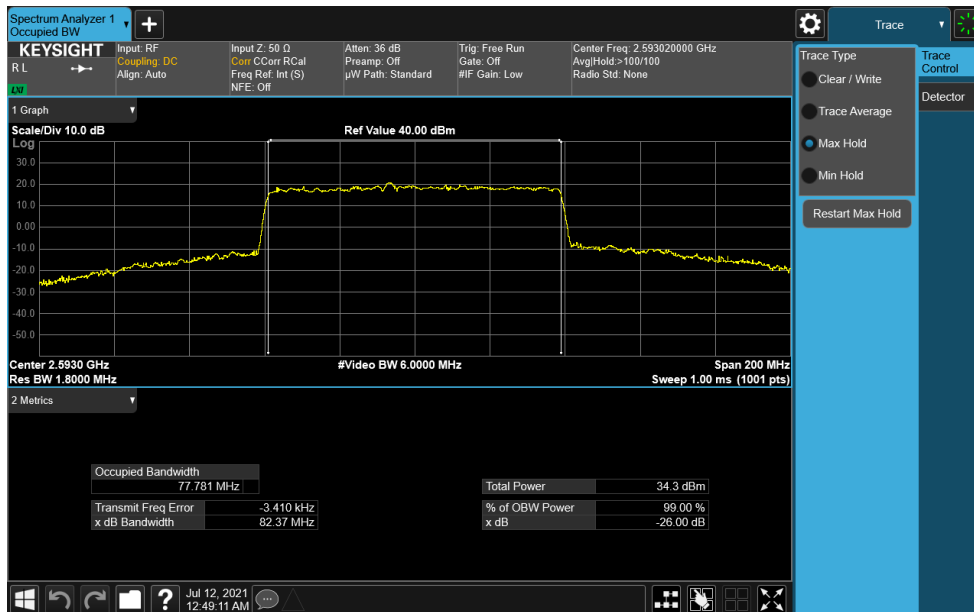 Spectrum Analyzer 1
Occupied BW
Trace
KEYSIGHT
R L
LXI
Input: RF
Coupling: DC
Align: Auto
Input Z: 50 Ω
Corr CCorr RCal
Freq Ref: Int (S)
NFE: Off
Atten: 36 dB
Preamp: Off
µW Path: Standard
Trig: Free Run
Gate: Off
#IF Gain: Low
Center Freq: 2.593020000 GHz
Avg|Hold:>100/100
Radio Std: None
Trace Type
Clear / Write
Trace Average
Max Hold
Min Hold
Restart Max Hold
Trace
Control
Detector
1 Graph
Scale/Div 10.0 dB
Ref Value 40.00 dBm
Log
30.0
20.0
10.0
0.00
-10.0
-20.0
-30.0
-40.0
-50.0
Center 2.5930 GHz
#Video BW 6.0000 MHz
Span 200 MHz
Res BW 1.8000 MHz
Sweep 1.00 ms (1001 pts)
2 Metrics
Occupied Bandwidth
77.781 MHz
Total Power 34.3 dBm
Transmit Freq Error -3.410 kHz
% of OBW Power 99.00 %
x dB Bandwidth 82.37 MHz
x dB -26.00 dB
?
Jul 12, 2021
12:49:11 AM